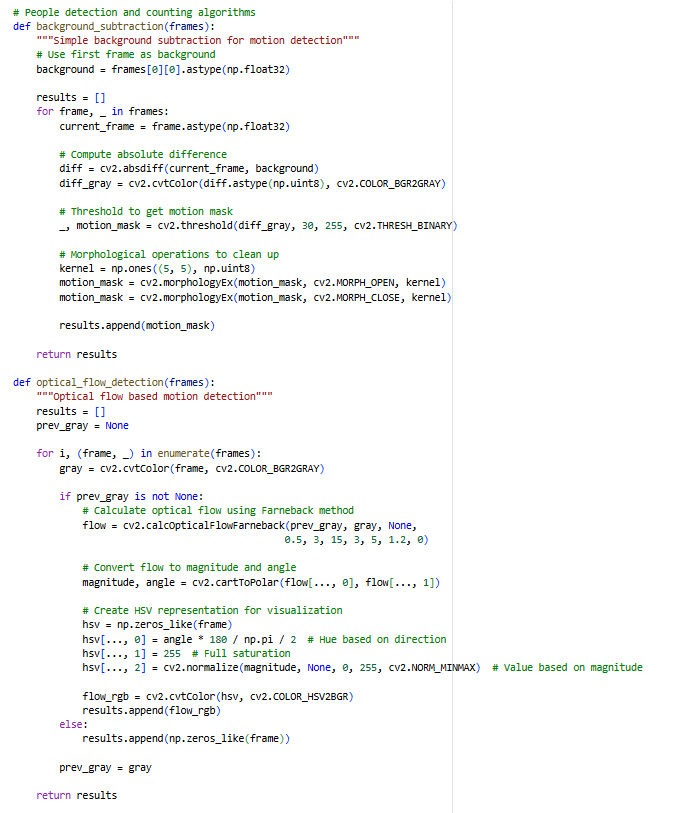 # People detection and counting algorithms
def background_subtraction(frames):
    """Simple background subtraction for motion detection"""
    # Use first frame as background
    background = frames[0][0].astype(np.float32)

    results = []
    for frame, _ in frames:
        current_frame = frame.astype(np.float32)

        # Compute absolute difference
        diff = cv2.absdiff(current_frame, background)
        diff_gray = cv2.cvtColor(diff.astype(np.uint8), cv2.COLOR_BGR2GRAY)

        # Threshold to get motion mask
        _, motion_mask = cv2.threshold(diff_gray, 30, 255, cv2.THRESH_BINARY)

        # Morphological operations to clean up
        kernel = np.ones((5, 5), np.uint8)
        motion_mask = cv2.morphologyEx(motion_mask, cv2.MORPH_OPEN, kernel)
        motion_mask = cv2.morphologyEx(motion_mask, cv2.MORPH_CLOSE, kernel)

        results.append(motion_mask)

    return results

def optical_flow_detection(frames):
    """Optical flow based motion detection"""
    results = []
    prev_gray = None

    for i, (frame, _) in enumerate(frames):
        gray = cv2.cvtColor(frame, cv2.COLOR_BGR2GRAY)

        if prev_gray is not None:
            # Calculate optical flow using Farneback method
            flow = cv2.calcOpticalFlowFarneback(prev_gray, gray, None,
                                                0.5, 3, 15, 3, 5, 1.2, 0)

            # Convert flow to magnitude and angle
            magnitude, angle = cv2.cartToPolar(flow[..., 0], flow[..., 1])

            # Create HSV representation for visualization
            hsv = np.zeros_like(frame)
            hsv[..., 0] = angle * 180 / np.pi / 2  # Hue based on direction
            hsv[..., 1] = 255  # Full saturation
            hsv[..., 2] = cv2.normalize(magnitude, None, 0, 255, cv2.NORM_MINMAX)  # Value based on magnitude

            flow_rgb = cv2.cvtColor(hsv, cv2.COLOR_HSV2BGR)
            results.append(flow_rgb)
        else:
            results.append(np.zeros_like(frame))

        prev_gray = gray

    return results